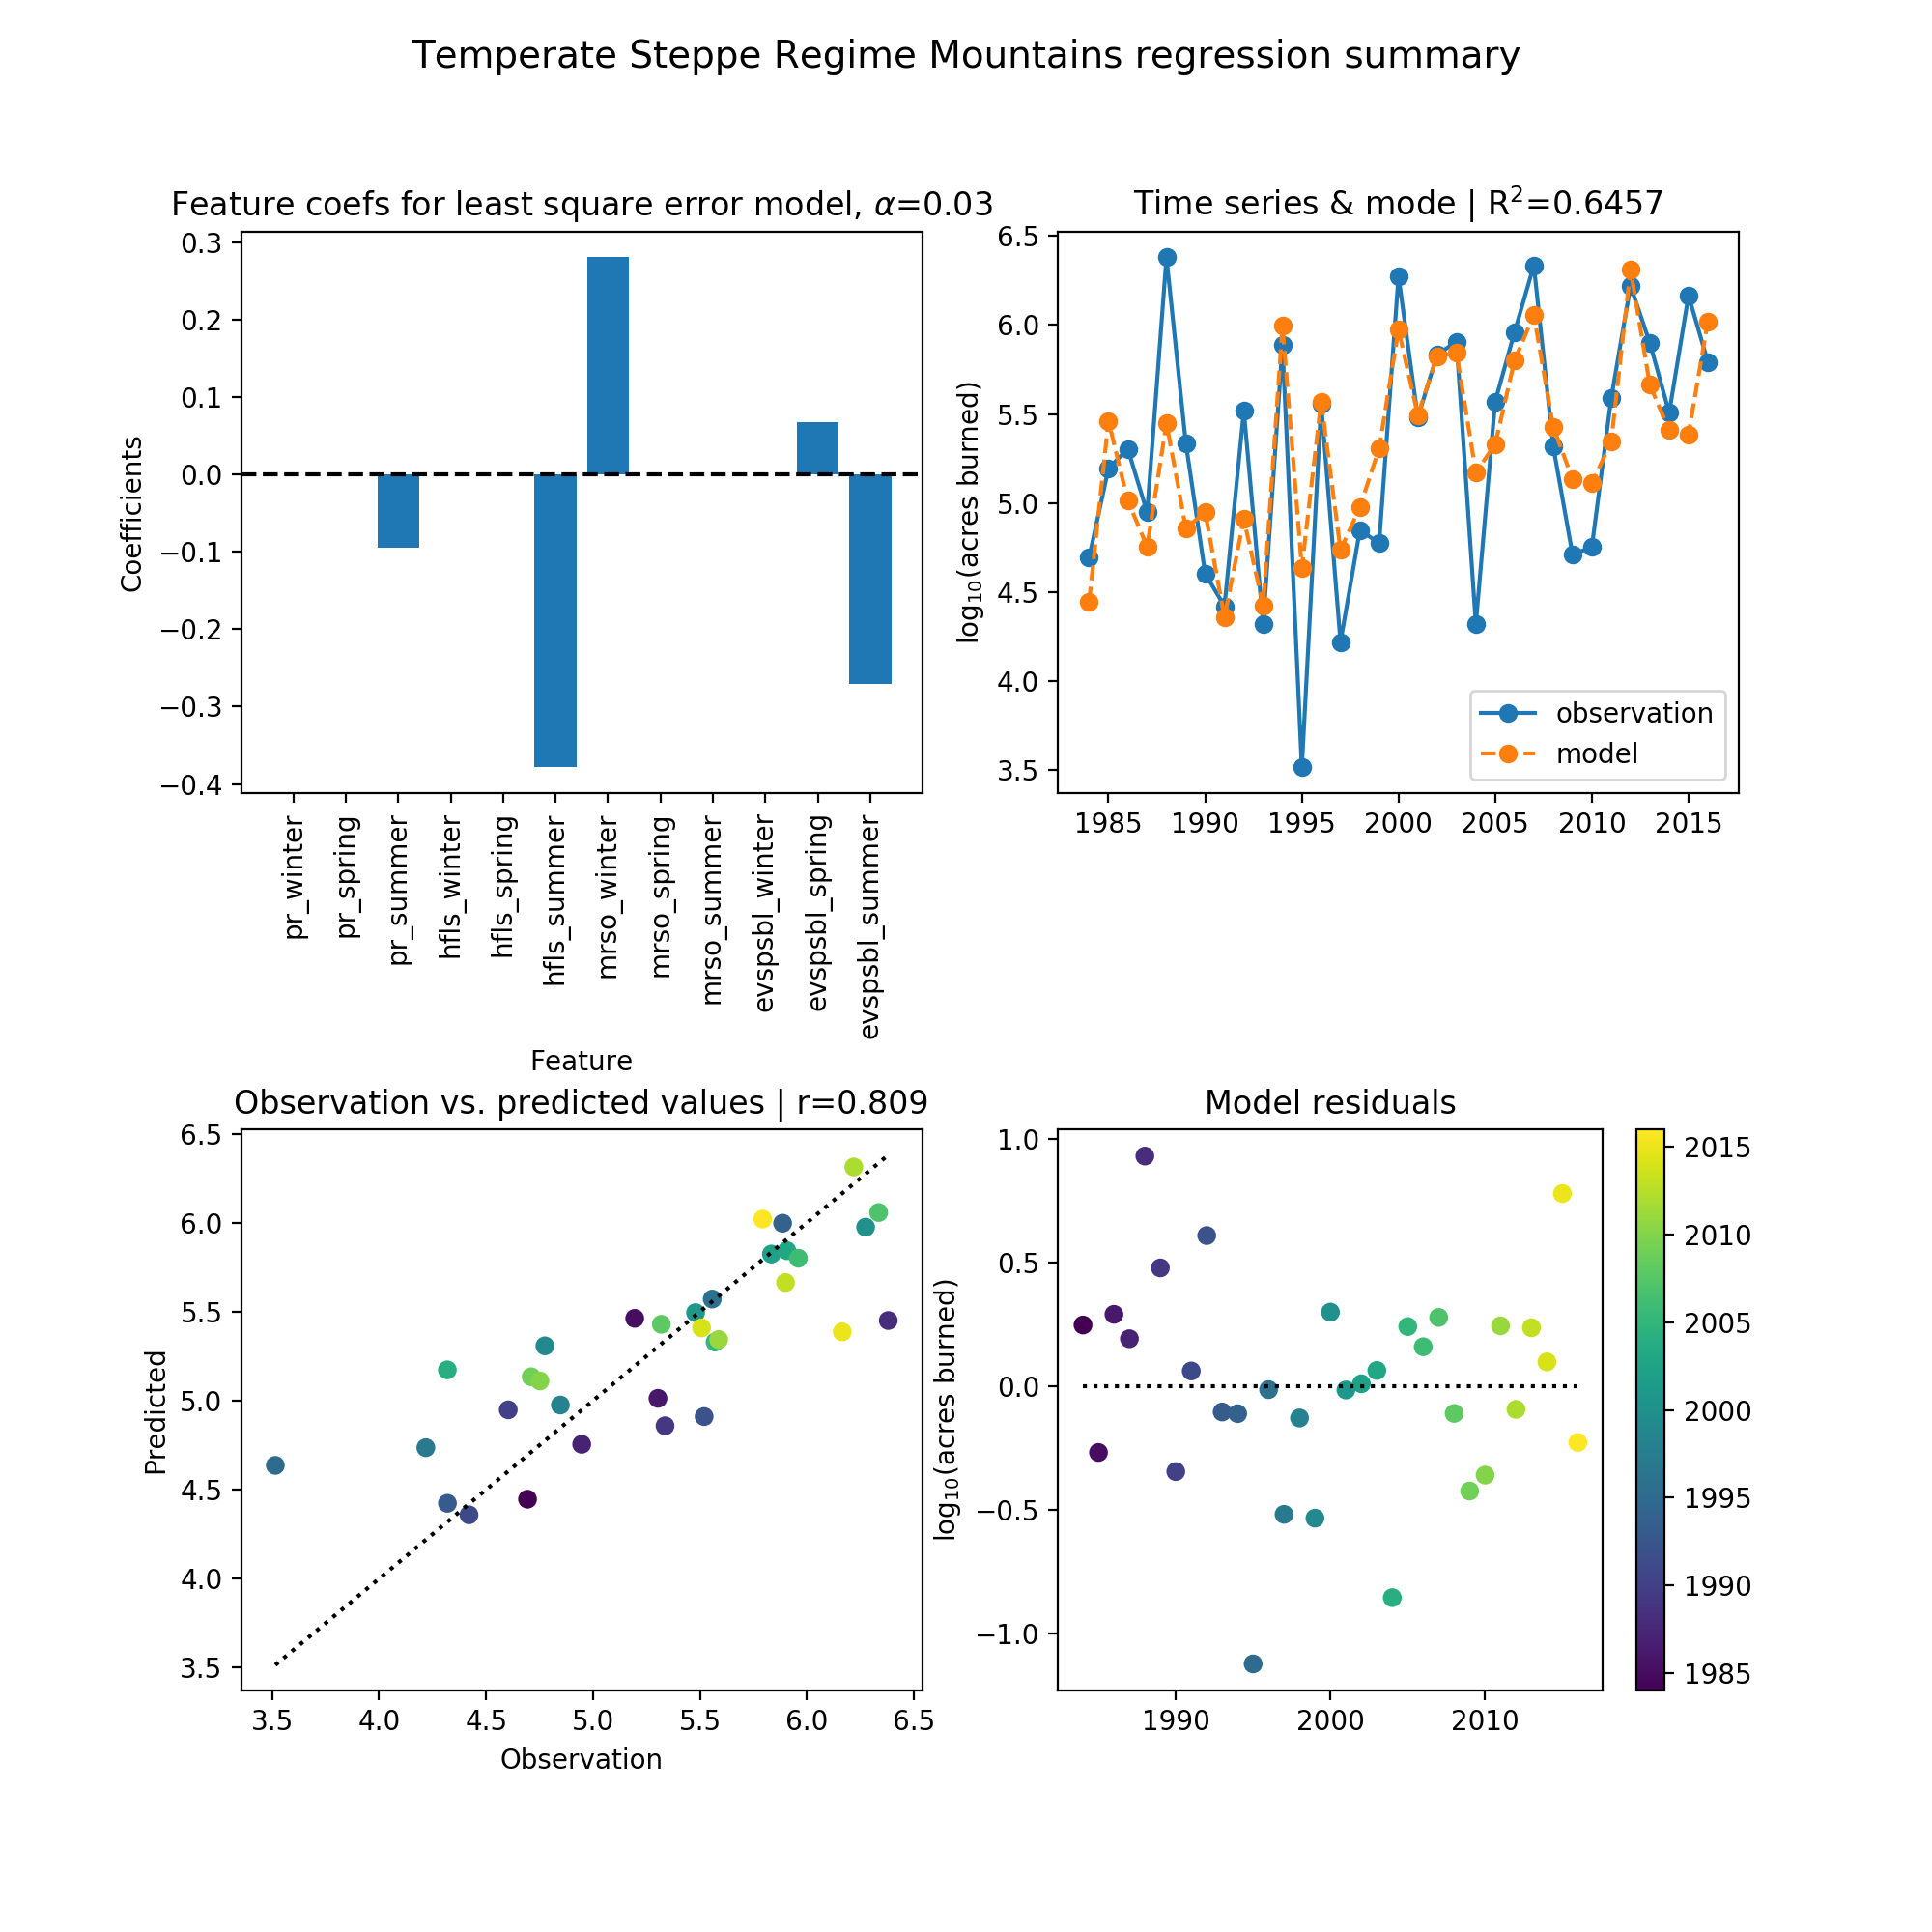 Temperate Steppe Regime Mountains regression summary
Feature coefs for least square error model, α=0.03
0.3
0.2
0.1
0.0
−0.1
−0.2
−0.3
−0.4
Coefficients
pr_winter
pr_spring
pr_summer
hfls_winter
hfls_spring
hfls_summer
mrso_winter
mrso_spring
mrso_summer
evspsbl_winter
evspsbl_spring
evspsbl_summer
Feature
Time series & mode | R²=0.6457
6.5
6.0
5.5
5.0
4.5
4.0
3.5
log₁₀(acres burned)
observation
model
1985 1990 1995 2000 2005 2010 2015
Observation vs. predicted values | r=0.809
6.5
6.0
5.5
5.0
4.5
4.0
3.5
Predicted
3.5 4.0 4.5 5.0 5.5 6.0 6.5
Observation
Model residuals
1.0
0.5
0.0
−0.5
−1.0
log₁₀(acres burned)
1990 2000 2010
2015
2010
2005
2000
1995
1990
1985